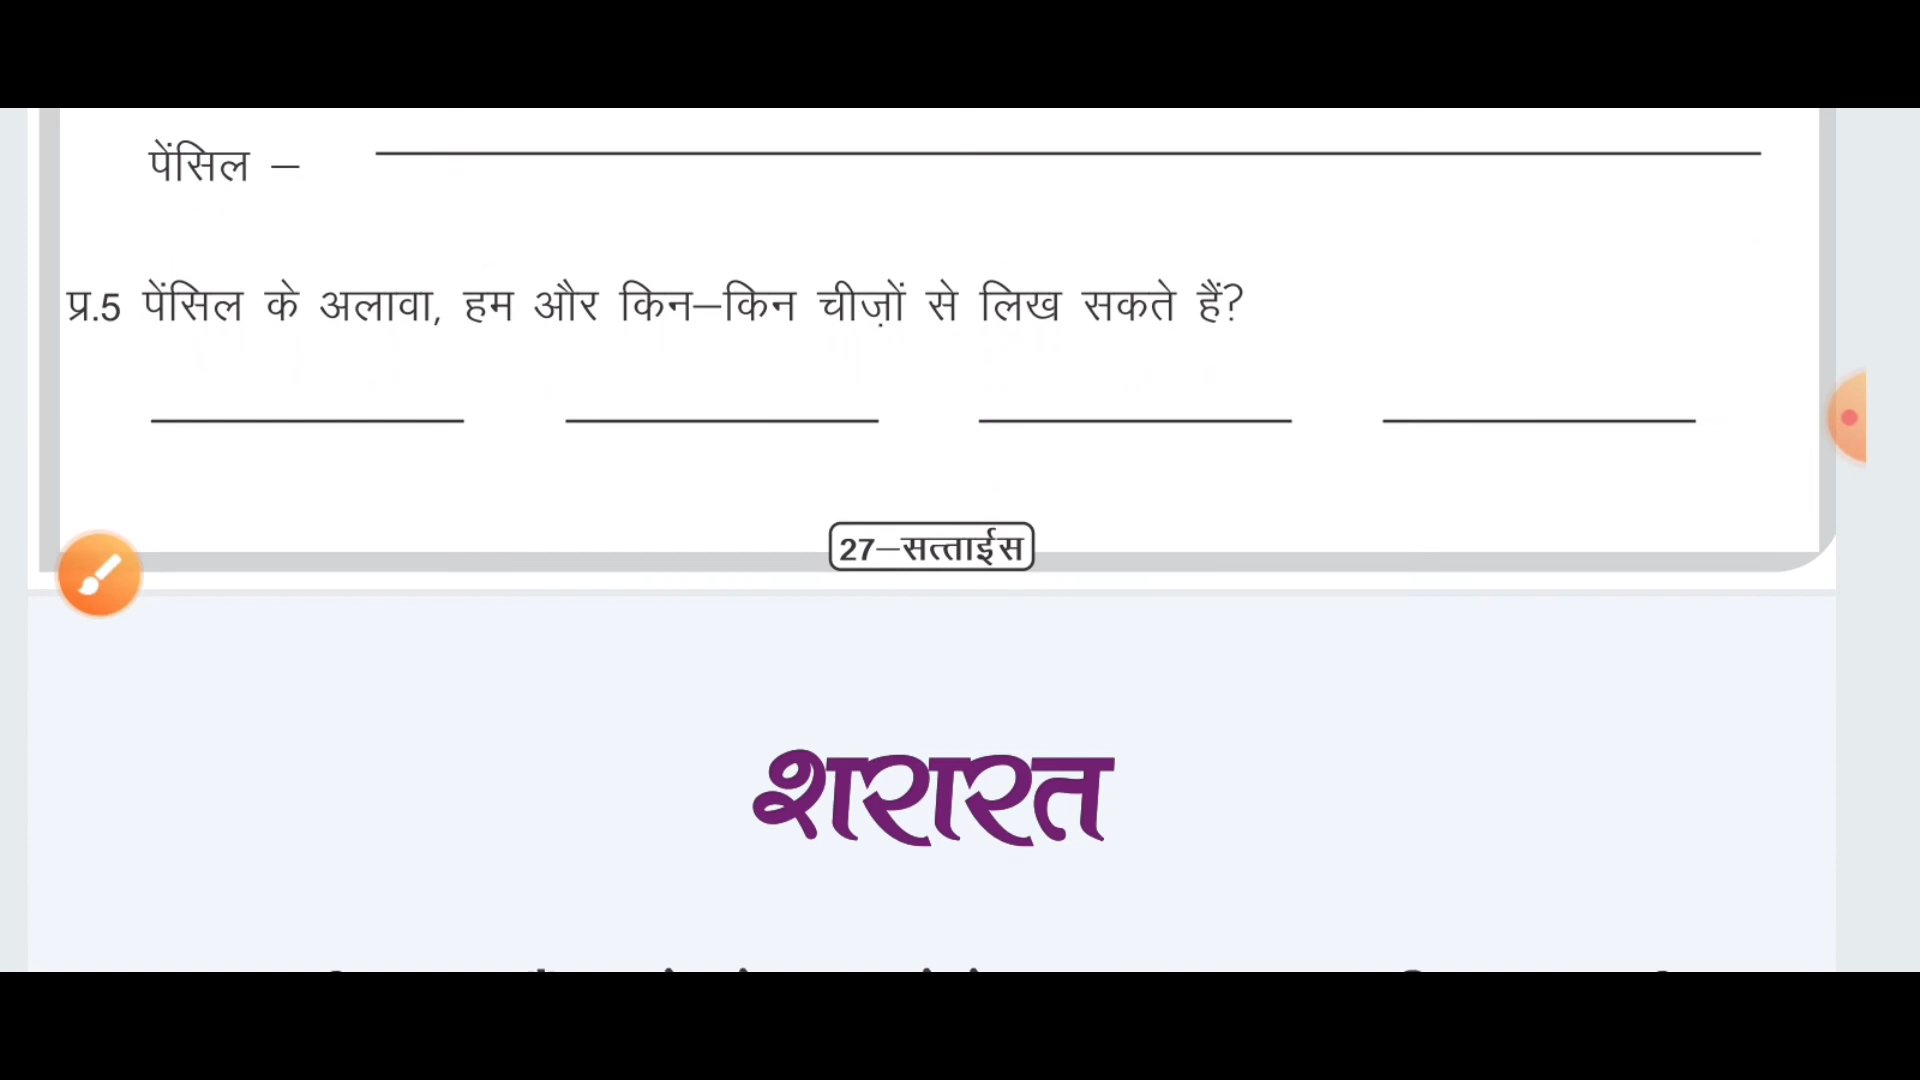 पेंसिल –
प्र.5 पेंसिल के अलावा, हम और किन–किन चीज़ों से लिख सकते हैं?
27–सत्ताईस
शरारत